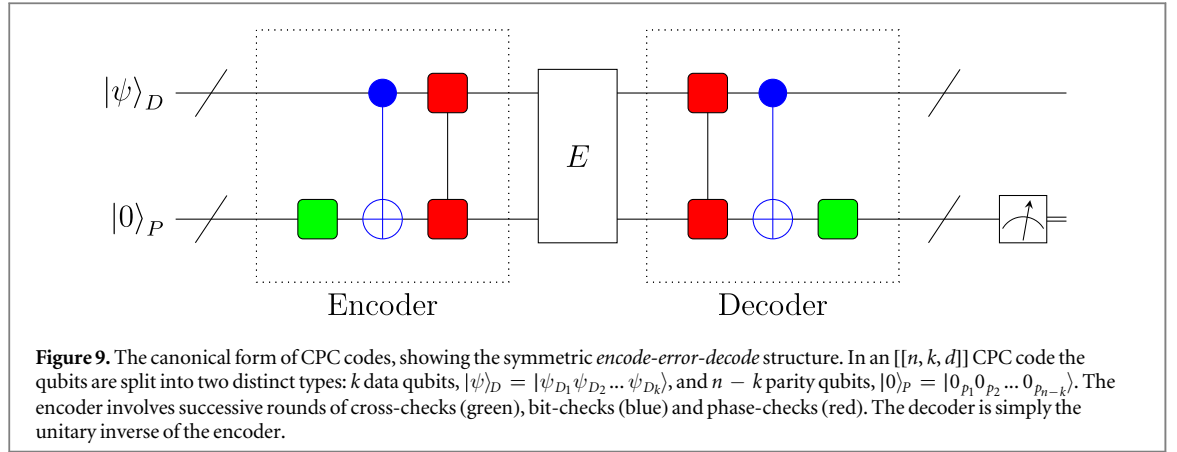 |ψ⟩_D
E
|0⟩_P
Encoder
Decoder
Figure 9. The canonical form of CPC codes, showing the symmetric encode-error-decode structure. In an [[n, k, d]] CPC code the
qubits are split into two distinct types: k data qubits, |ψ⟩_D = |ψ_{D_1} ψ_{D_2} ... ψ_{D_k}⟩, and n − k parity qubits, |0⟩_P = |0_{p_1} 0_{p_2} ... 0_{p_{n−k}}⟩. The
encoder involves successive rounds of cross-checks (green), bit-checks (blue) and phase-checks (red). The decoder is simply the
unitary inverse of the encoder.